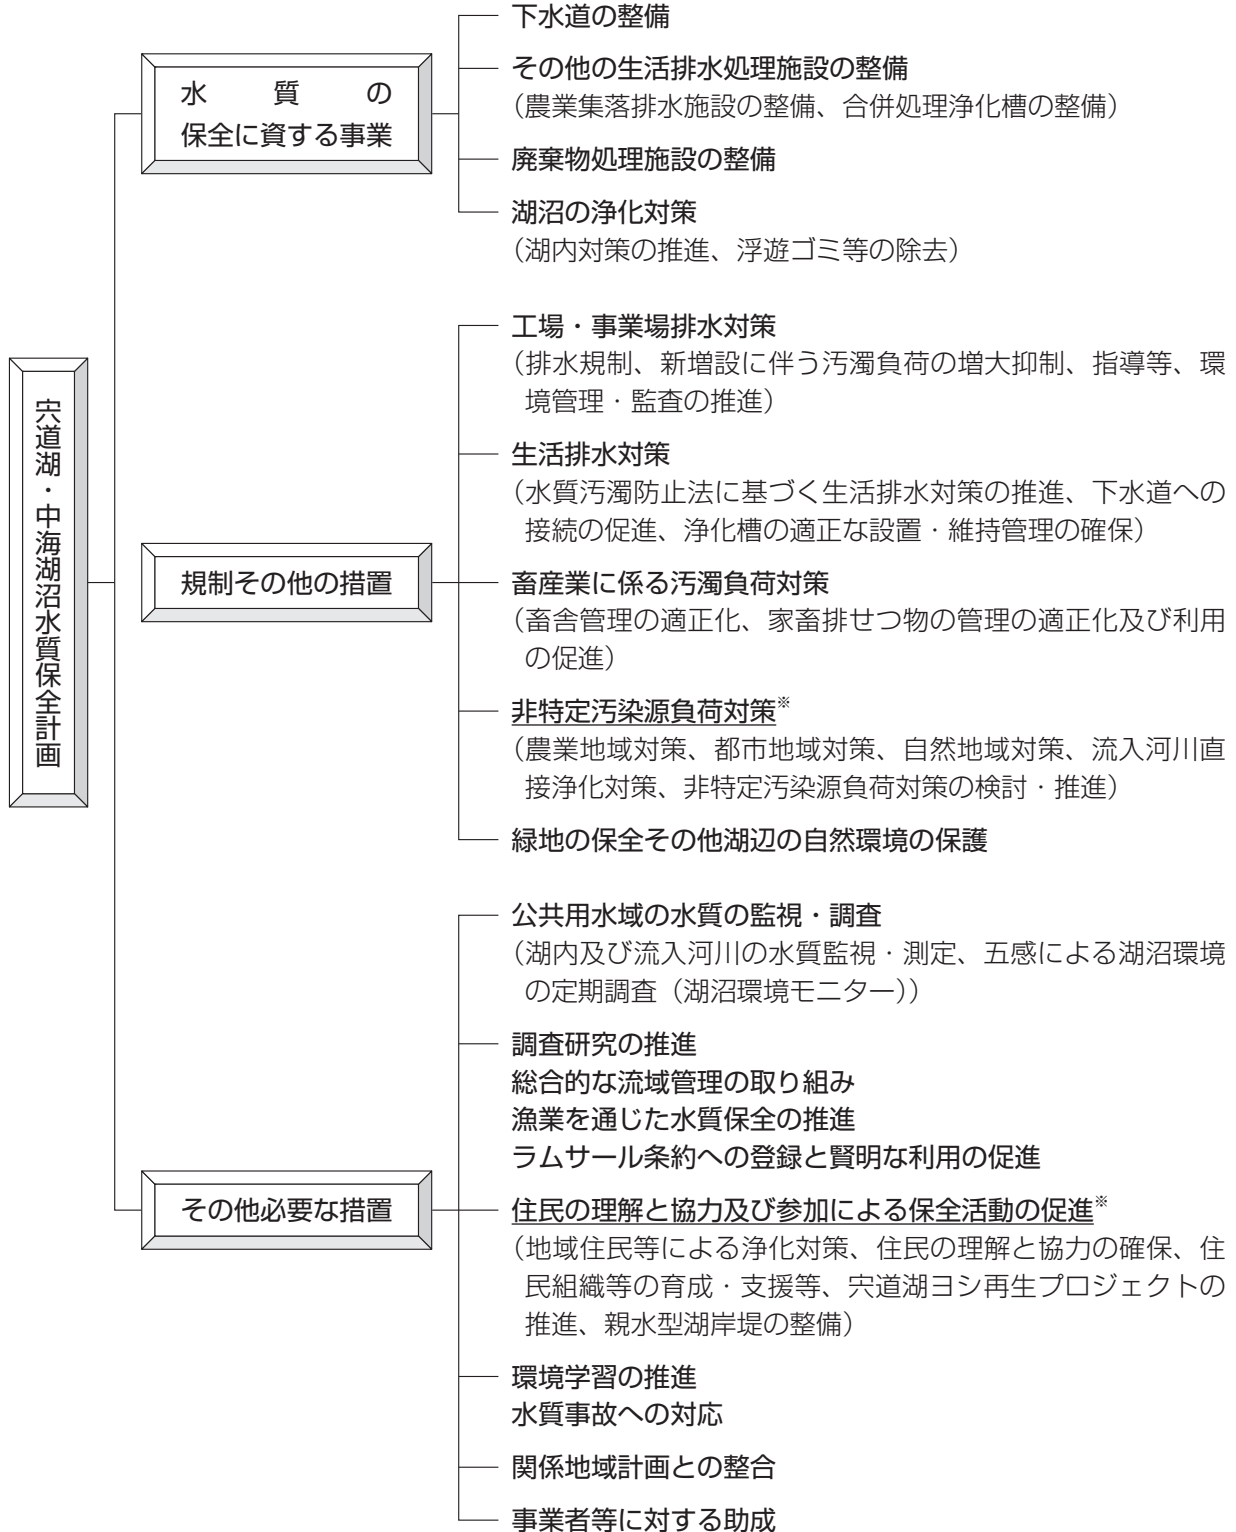 宍道湖・中海湖沼水質保全計画
水質の
保全に資する事業
下水道の整備
その他の生活排水処理施設の整備
（農業集落排水施設の整備、合併処理浄化槽の整備）
廃棄物処理施設の整備
湖沼の浄化対策
（湖内対策の推進、浮遊ゴミ等の除去）
規制その他の措置
工場・事業場排水対策
（排水規制、新増設に伴う汚濁負荷の増大抑制、指導等、環
境管理・監査の推進）
生活排水対策
（水質汚濁防止法に基づく生活排水対策の推進、下水道への
接続の促進、浄化槽の適正な設置・維持管理の確保）
畜産業に係る汚濁負荷対策
（畜舎管理の適正化、家畜排せつ物の管理の適正化及び利用
の促進）
非特定汚染源負荷対策※
（農業地域対策、都市地域対策、自然地域対策、流入河川直
接浄化対策、非特定汚染源負荷対策の検討・推進）
緑地の保全その他湖辺の自然環境の保護
その他必要な措置
公共用水域の水質の監視・調査
（湖内及び流入河川の水質監視・測定、五感による湖沼環境
の定期調査（湖沼環境モニター））
調査研究の推進
総合的な流域管理の取り組み
漁業を通じた水質保全の推進
ラムサール条約への登録と賢明な利用の促進
住民の理解と協力及び参加による保全活動の促進※
（地域住民等による浄化対策、住民の理解と協力の確保、住
民組織等の育成・支援等、宍道湖ヨシ再生プロジェクトの
推進、親水型湖岸堤の整備）
環境学習の推進
水質事故への対応
関係地域計画との整合
事業者等に対する助成